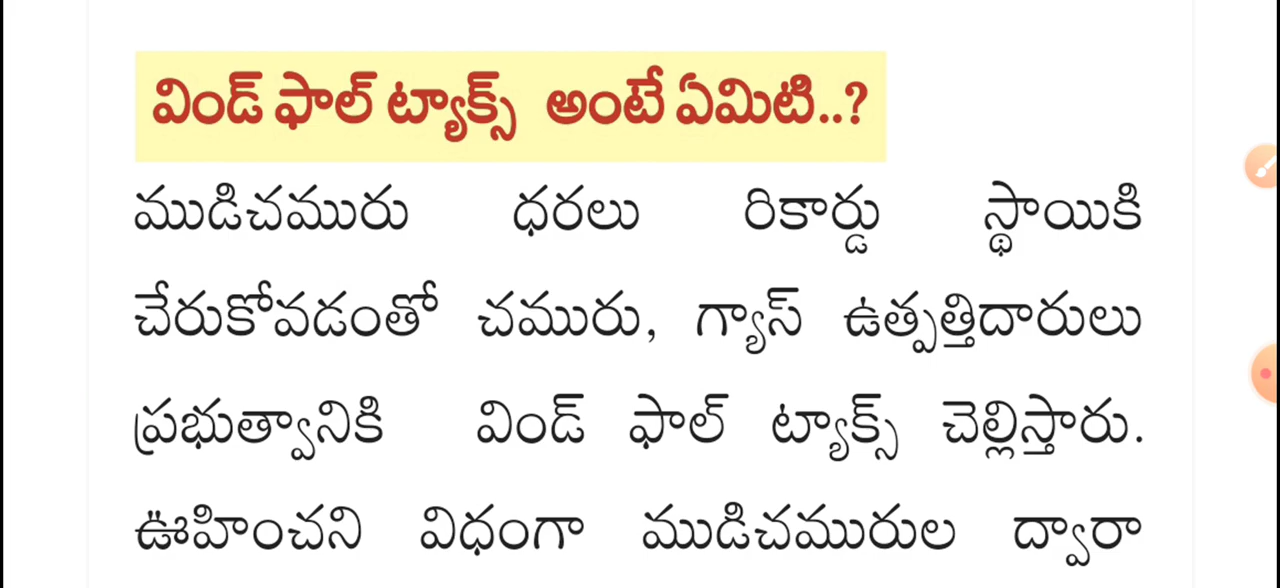 విండ్ ఫాల్ ట్యాక్స్ అంటే ఏమిటి..?
ముడిచమురు ధరలు రికార్డు స్థాయికి
చేరుకోవడంతో చమురు, గ్యాస్ ఉత్పత్తిదారులు
ప్రభుత్వానికి విండ్ ఫాల్ ట్యాక్స్ చెల్లిస్తారు.
ఊహించని విధంగా ముడిచమురుల ద్వారా